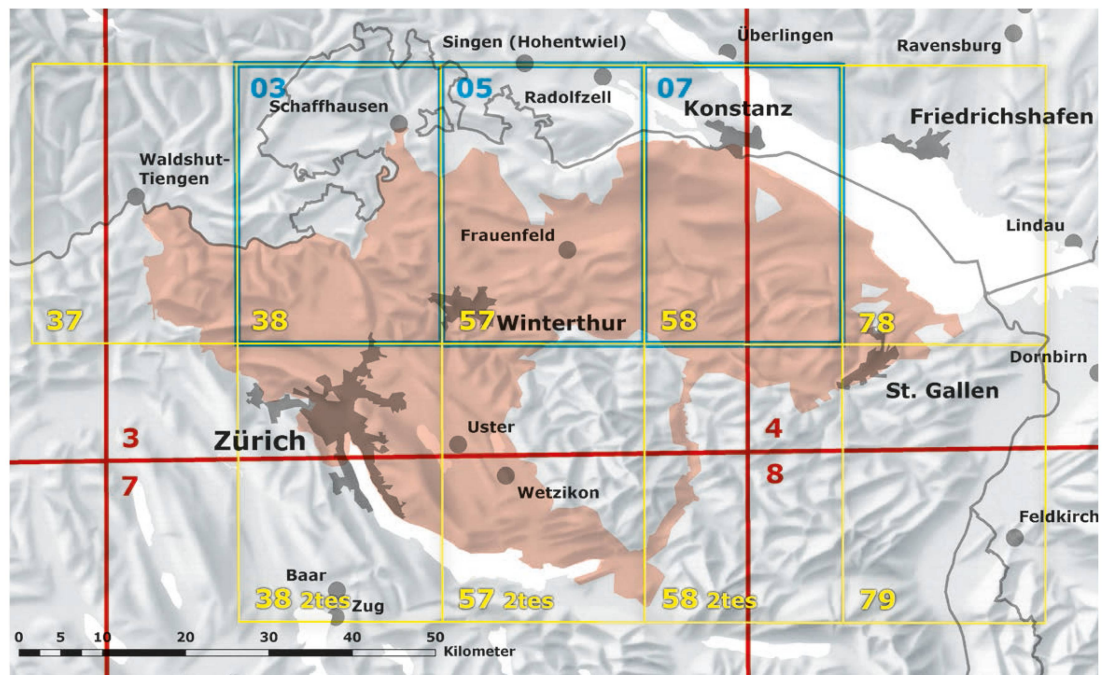 Singen (Hohentwiel)
Überlingen
Ravensburg
03
05
07
Schaffhausen
Radolfzell
Konstanz
Friedrichshafen
Waldshut-
Tiengen
Lindau
Frauenfeld
37
38
57
Winterthur
58
78
Dornbirn
St. Gallen
3
Zürich
Uster
4
7
8
Wetzikon
Feldkirch
Baar
38 2tes
57 2tes
58 2tes
79
Zug
0 5 10 20 30 40 50
Kilometer